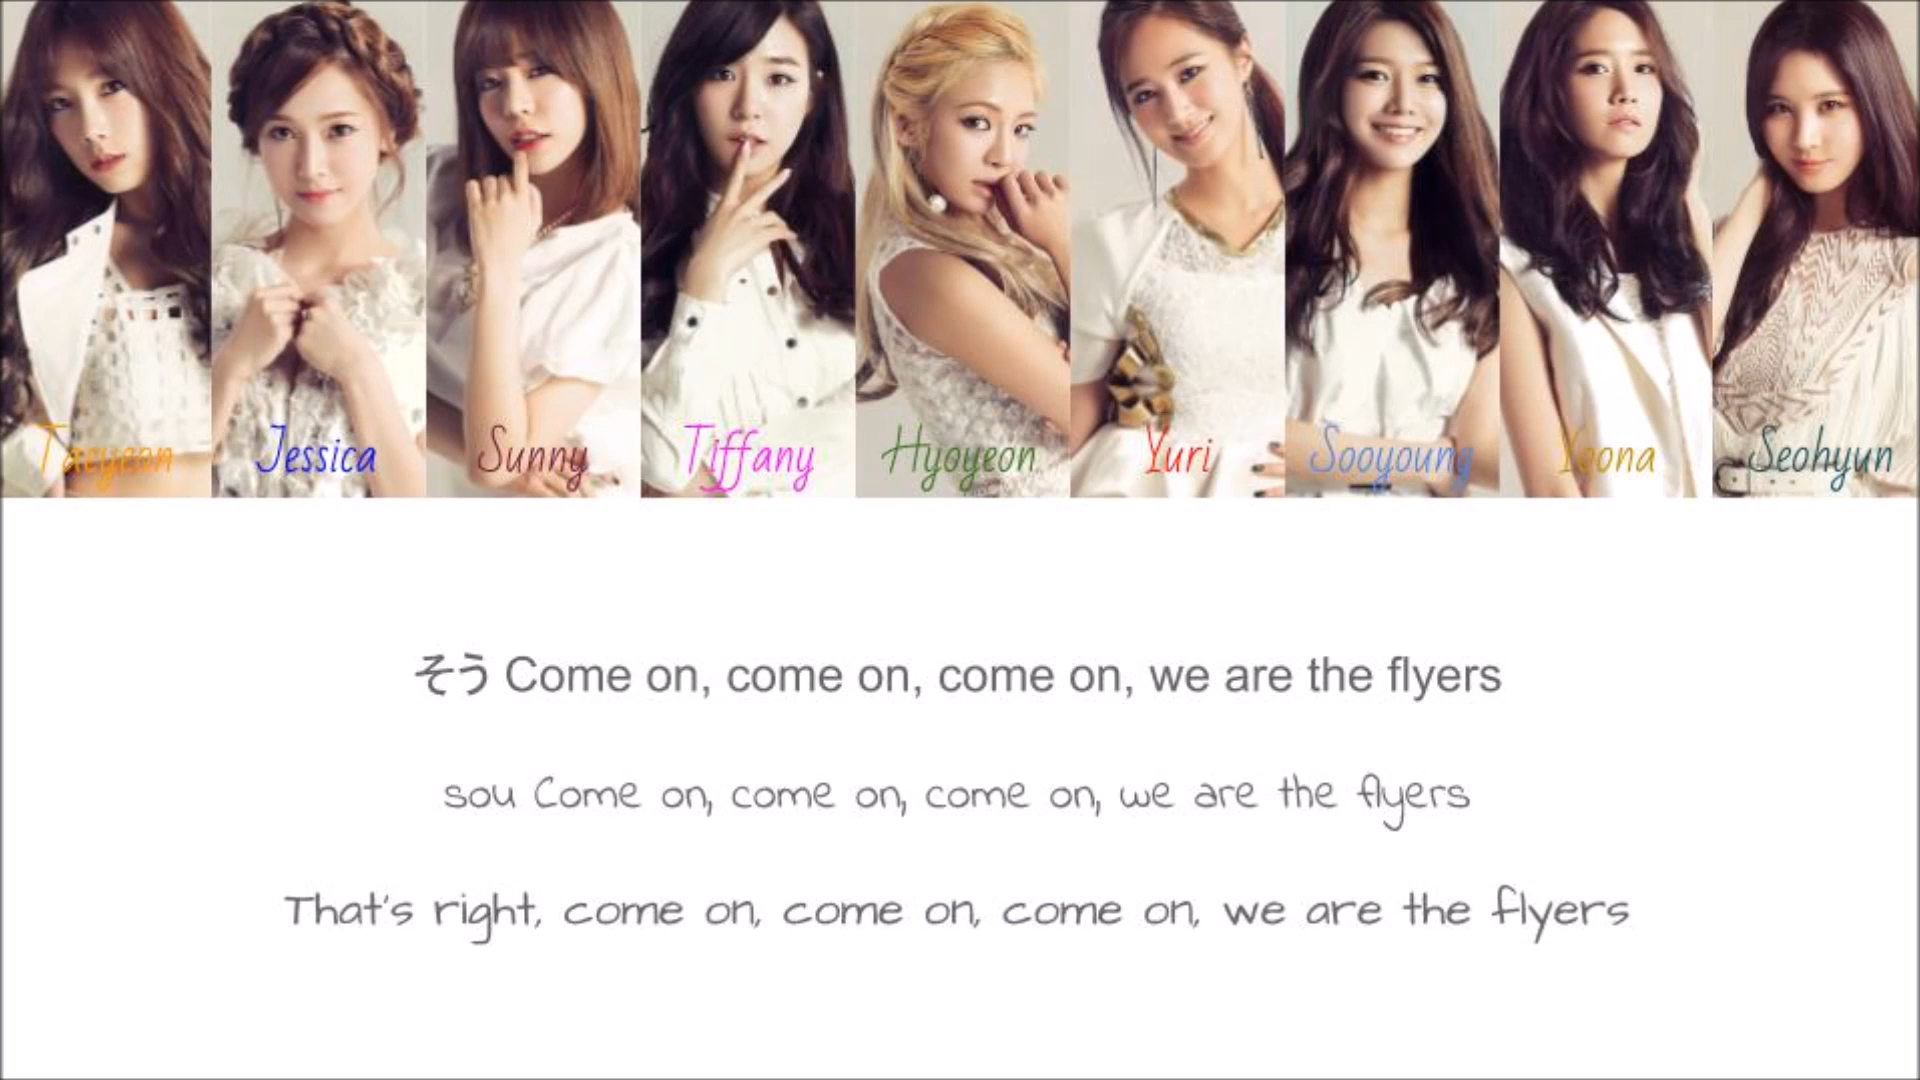 Taeyeon Jessica Sunny Tiffany Hyoyeon Yuri Sooyoung Yoona Seohyun
そう Come on, come on, come on, we are the flyers
sou Come on, come on, come on, we are the flyers
That's right, come on, come on, come on, we are the flyers